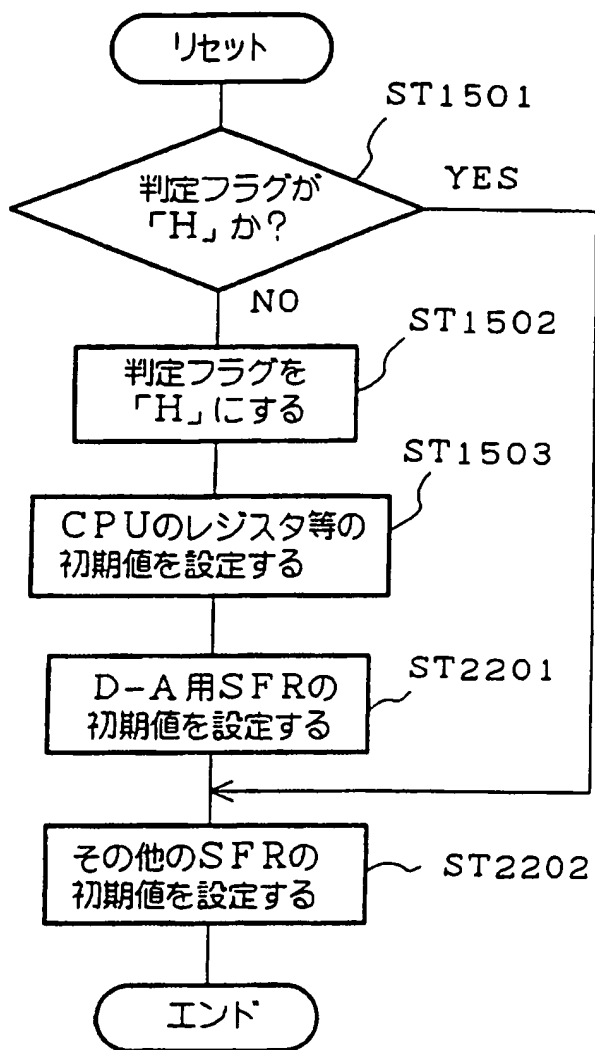 リセット
ST1501
判定フラグが
「H」か?
YES
NO
ST1502
判定フラグを
「H」にする
ST1503
CPUのレジスタ等の
初期値を設定する
ST2201
D-A用SFRの
初期値を設定する
その他のSFRの
初期値を設定する
ST2202
エンド